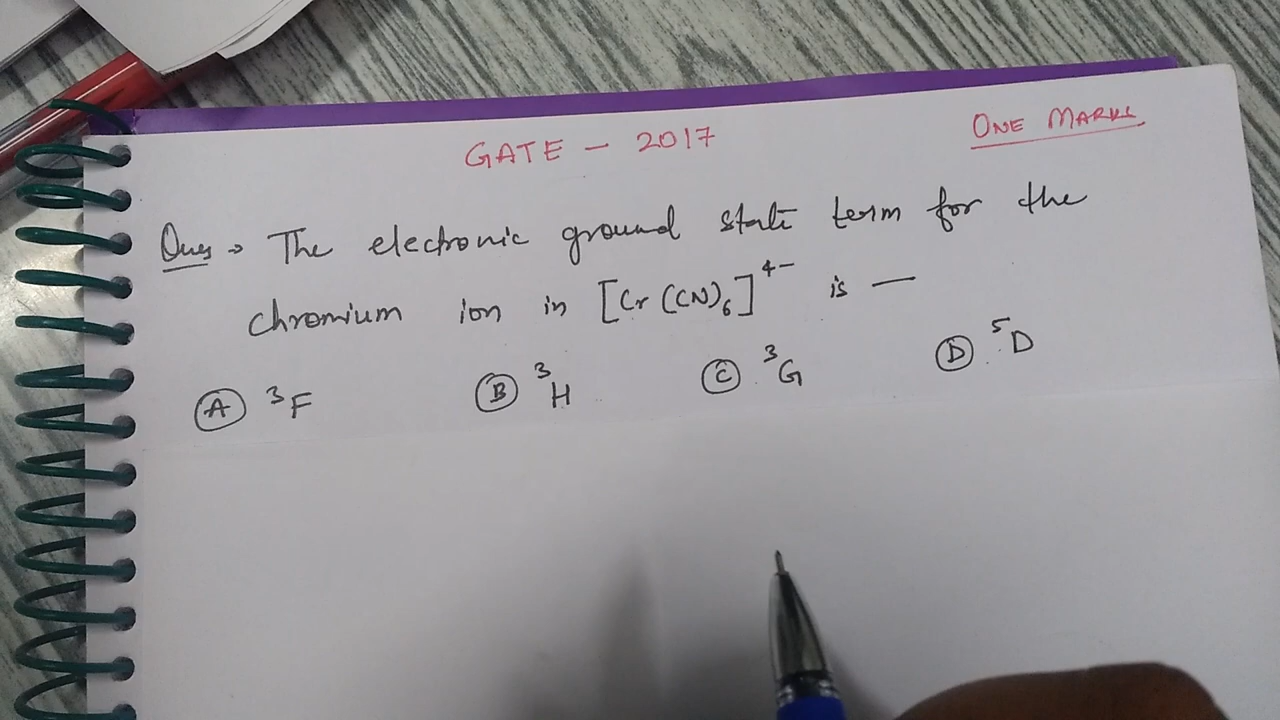 GATE - 2017
ONE MARKS
Ques → The electronic ground state term for the
chromium ion in [Cr(CN)₆]⁴⁻ is —
Ⓐ ³F Ⓑ ³H Ⓒ ³G Ⓓ ⁵D